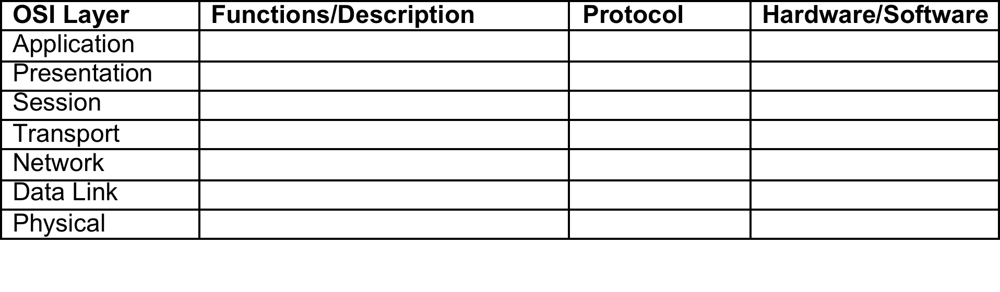 OSI Layer Functions/Description Protocol Hardware/Software
Application
Presentation
Session
Transport
Network
Data Link
Physical